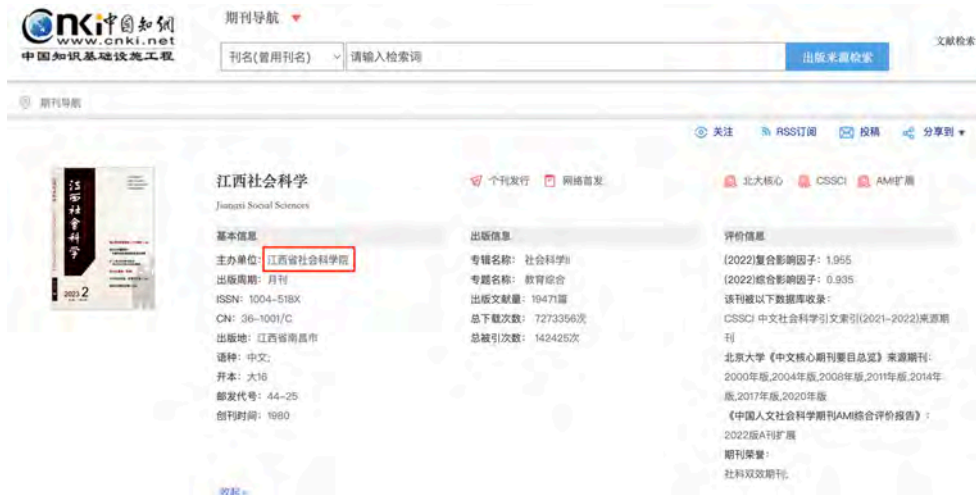 cnki中国知网
www.cnki.net
中国知识基础设施工程
期刊导航
刊名(曾用刊名)
请输入检索词
出版来源检索
文献检索
期刊导航
关注
RSS订阅
投稿
分享到
江西社会科学
2023 2
江西社会科学
Jiangxi Social Sciences
个刊发行
网络首发
北大核心
CSSCI
AMI扩展
基本信息
主办单位：江西省社会科学院
出版周期：月刊
ISSN：1004-518X
CN：36-1001/C
出版地：江西省南昌市
语种：中文;
开本：大16
邮发代号：44-25
创刊时间：1980
出版信息
专辑名称：社会科学II
专题名称：教育综合
出版文献量：19471篇
总下载次数：7273356次
总被引次数：142425次
评价信息
(2022)复合影响因子：1.955
(2022)综合影响因子：0.935
该刊被以下数据库收录：
CSSCI 中文社会科学引文索引(2021-2022)来源期
刊
北京大学《中文核心期刊要目总览》来源期刊：
2000年版,2004年版,2008年版,2011年版,2014年
版,2017年版,2020年版
《中国人文社会科学期刊AMI综合评价报告》：
2022版A刊扩展
期刊荣誉：
社科双效期刊;
收起